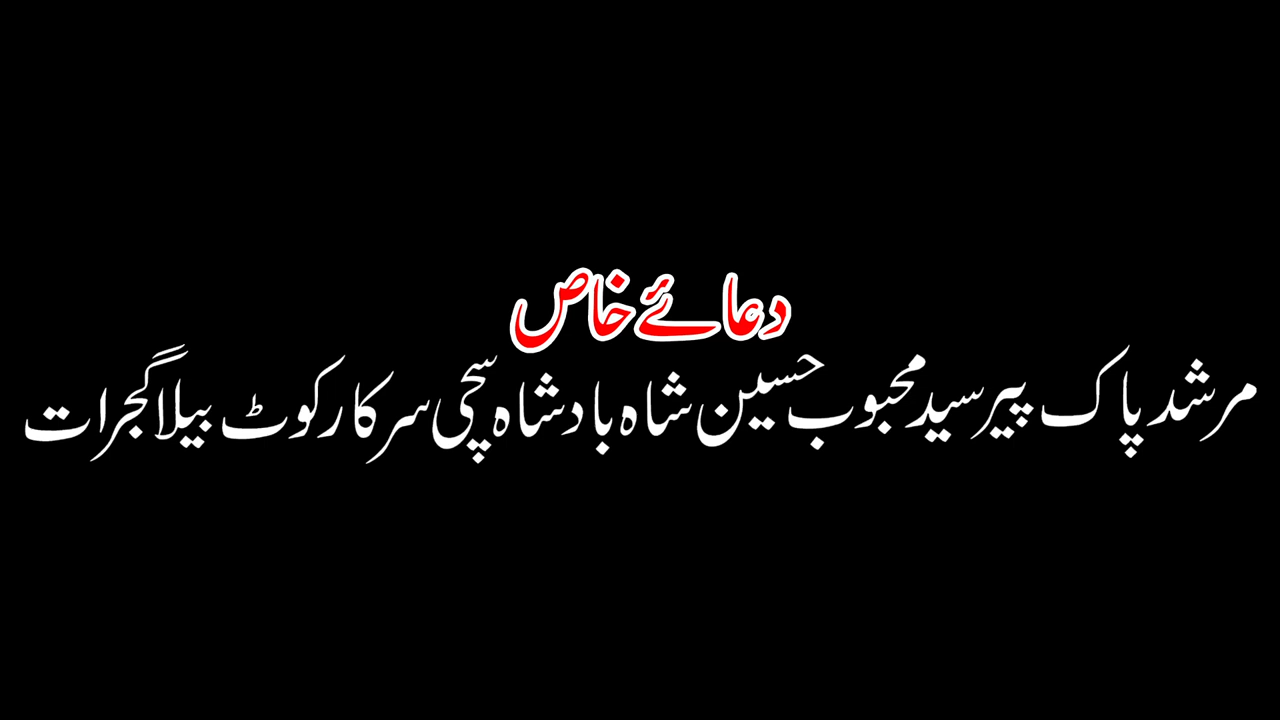 دعائے خاص
مرشد پاک پیر سید محبوب حسین شاہ بادشاہ سچی سرکار کوٹ بیلا گجرات